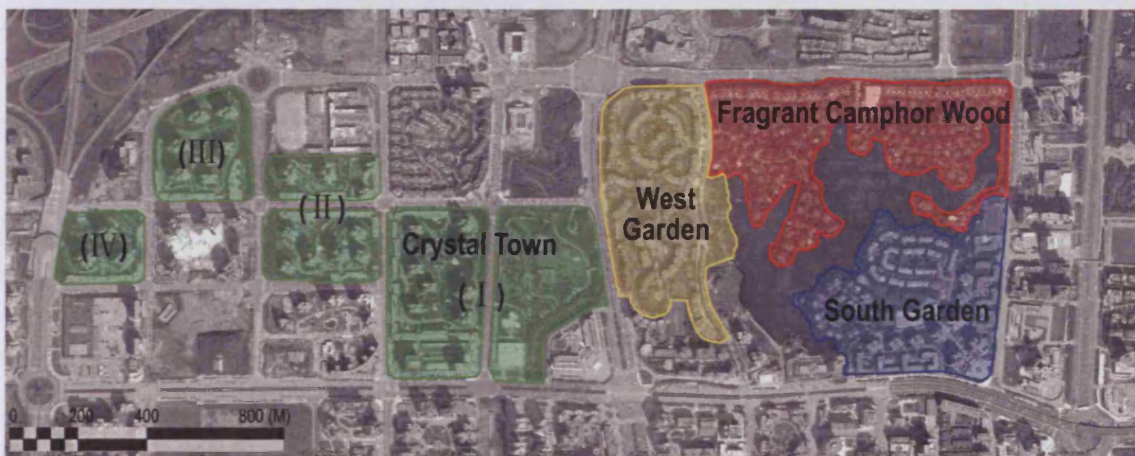 Fragrant Camphor Wood
(III)
West
Garden
(II)
(IV)
Crystal Town
(I)
South Garden
0 200 400 800 (M)